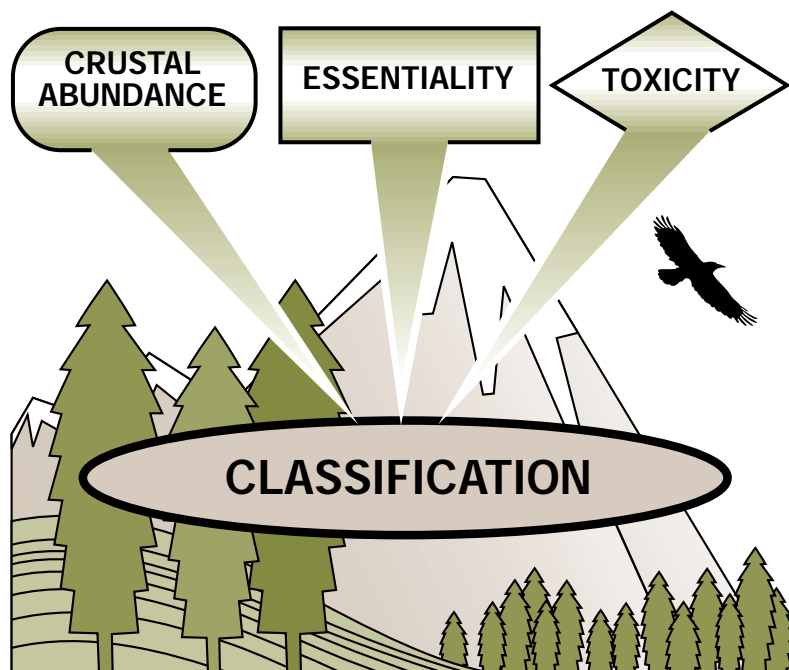 CRUSTAL
ABUNDANCE
ESSENTIALITY
TOXICITY
CLASSIFICATION